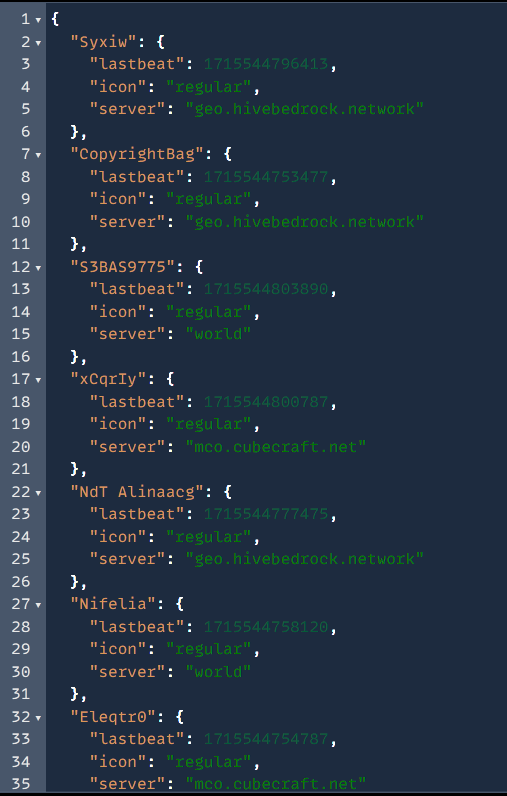 1 {
2 "Syxiw": {
3 "lastbeat": 1715544796413,
4 "icon": "regular",
5 "server": "geo.hivebedrock.network"
6 },
7 "CopyrightBag": {
8 "lastbeat": 1715544753477,
9 "icon": "regular",
10 "server": "geo.hivebedrock.network"
11 },
12 "S3BAS9775": {
13 "lastbeat": 1715544803890,
14 "icon": "regular",
15 "server": "world"
16 },
17 "xCqrIy": {
18 "lastbeat": 1715544800787,
19 "icon": "regular",
20 "server": "mco.cubecraft.net"
21 },
22 "NdT Alinaacg": {
23 "lastbeat": 1715544777475,
24 "icon": "regular",
25 "server": "geo.hivebedrock.network"
26 },
27 "Nifelia": {
28 "lastbeat": 1715544758120,
29 "icon": "regular",
30 "server": "world"
31 },
32 "Eleqtr0": {
33 "lastbeat": 1715544754787,
34 "icon": "regular",
35 "server": "mco.cubecraft.net"